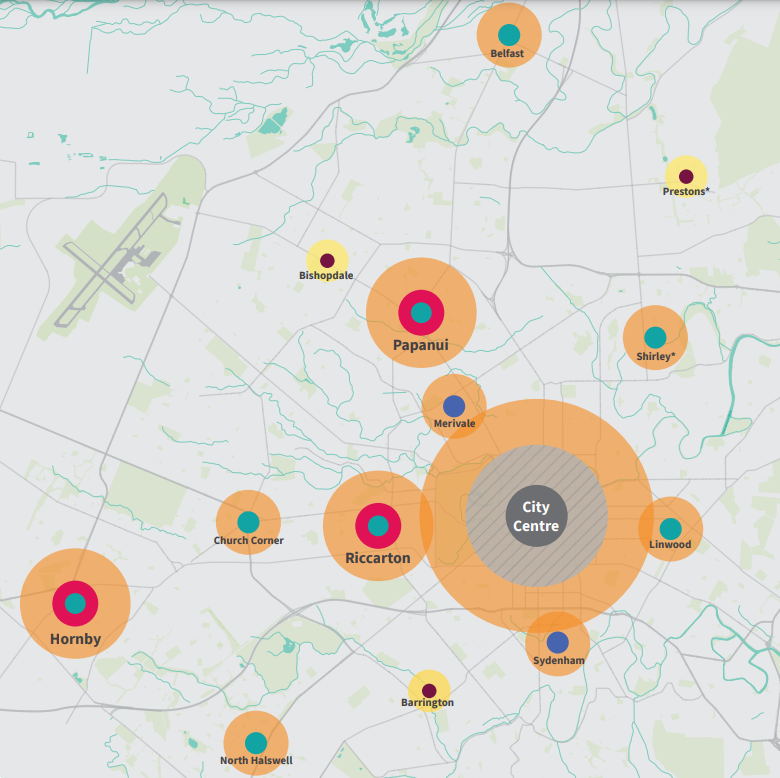 Belfast
Prestons*
Bishopdale
Papanui
Shirley*
Merivale
City
Centre
Church Corner
Riccarton
Linwood
Hornby
Sydenham
Barrington
North Halswell